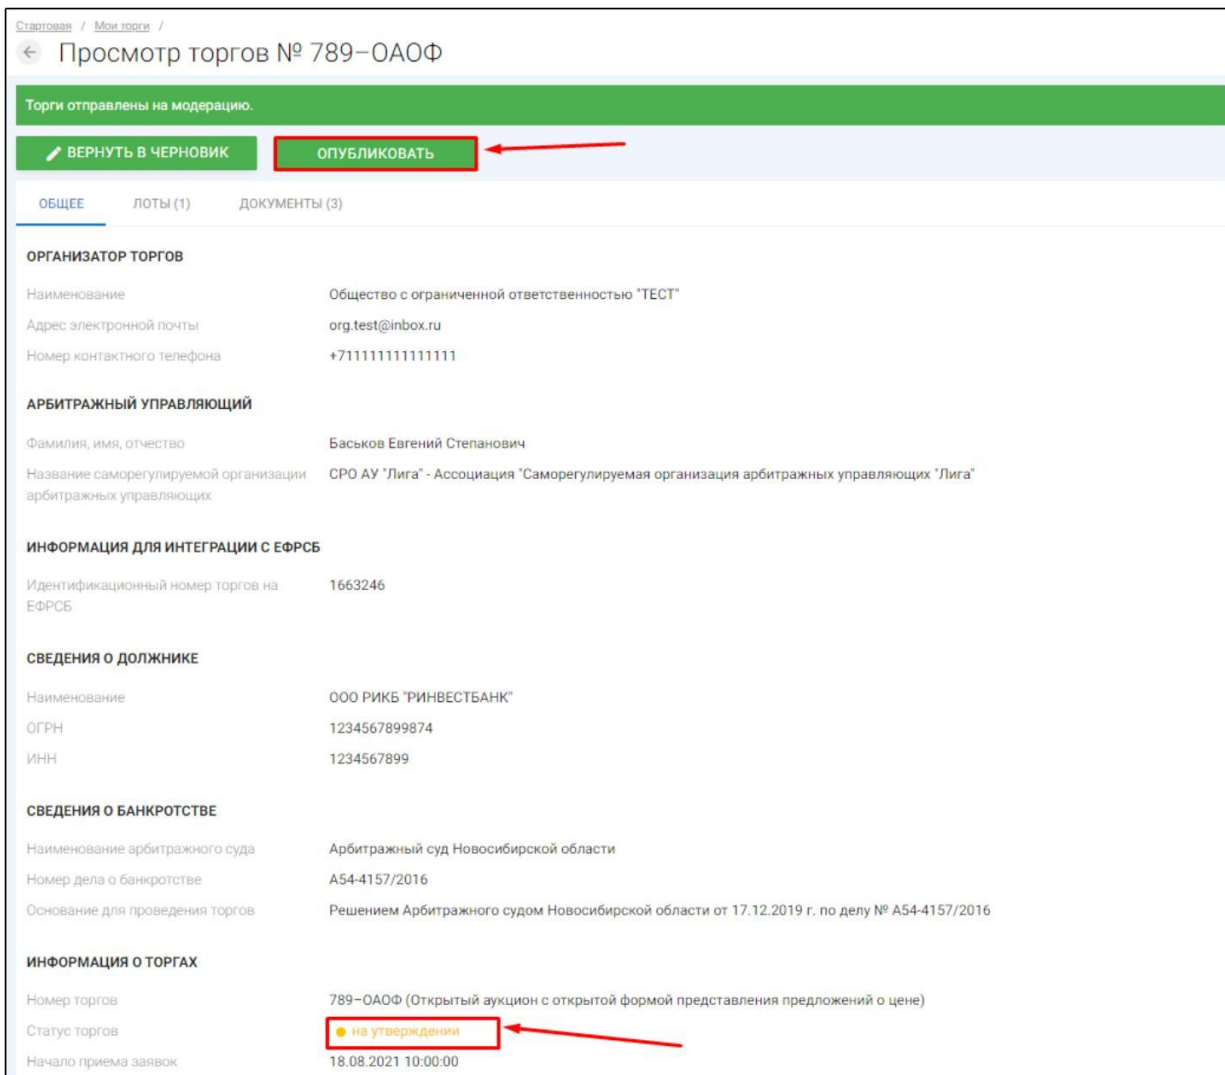 Стартовая / Мои торги /
Просмотр торгов № 789–ОАОФ
Торги отправлены на модерацию.
ВЕРНУТЬ В ЧЕРНОВИК ОПУБЛИКОВАТЬ
ОБЩЕЕ ЛОТЫ (1) ДОКУМЕНТЫ (3)
ОРГАНИЗАТОР ТОРГОВ
Наименование Общество с ограниченной ответственностью "ТЕСТ"
Адрес электронной почты org.test@inbox.ru
Номер контактного телефона +711111111111111
АРБИТРАЖНЫЙ УПРАВЛЯЮЩИЙ
Фамилия, имя, отчество Баськов Евгений Степанович
Название саморегулируемой организации СРО АУ "Лига" - Ассоциация "Саморегулируемая организация арбитражных управляющих "Лига"
арбитражных управляющих
ИНФОРМАЦИЯ ДЛЯ ИНТЕГРАЦИИ С ЕФРСБ
Идентификационный номер торгов на 1663246
ЕФРСБ
СВЕДЕНИЯ О ДОЛЖНИКЕ
Наименование ООО РИКБ "РИНВЕСТБАНК"
ОГРН 1234567899874
ИНН 1234567899
СВЕДЕНИЯ О БАНКРОТСТВЕ
Наименование арбитражного суда Арбитражный суд Новосибирской области
Номер дела о банкротстве А54-4157/2016
Основание для проведения торгов Решением Арбитражного судом Новосибирской области от 17.12.2019 г. по делу № А54-4157/2016
ИНФОРМАЦИЯ О ТОРГАХ
Номер торгов 789–ОАОФ (Открытый аукцион с открытой формой представления предложений о цене)
Статус торгов на утверждении
Начало приема заявок 18.08.2021 10:00:00